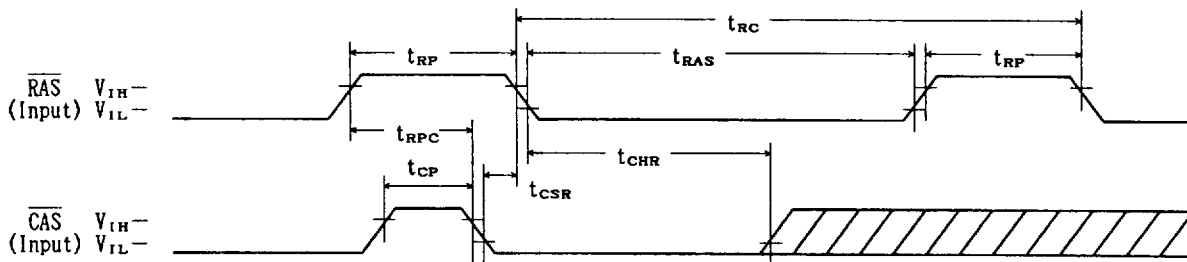 tRC
tRP tRAS tRP
RAS VIH—
(Input) VIL—
tRPC
tCHR
tCP
tCSR
CAS VIH—
(Input) VIL—